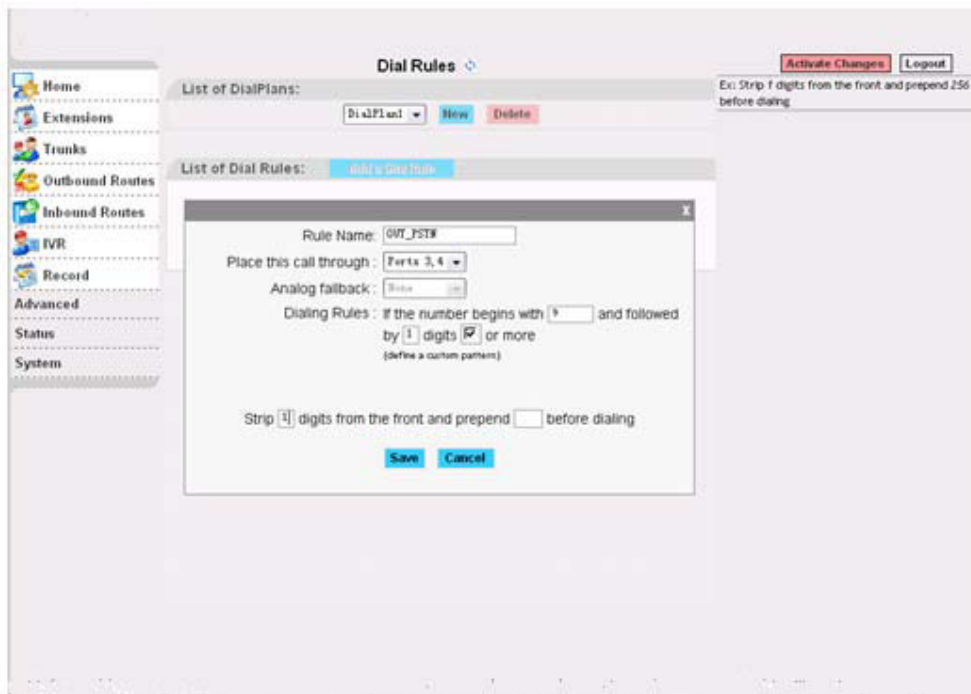 Dial Rules
Activate Changes
Logout
Home
Extensions
Trunks
Outbound Routes
Inbound Routes
IVR
Record
Advanced
Status
System
List of DialPlans:
DialPlan1 New Delete
List of Dial Rules: Add a Dial Rule
X
Rule Name: OUT_PSTN
Place this call through : Ports 3,4
Analog fallback : None
Dialing Rules : If the number begins with 9 and followed
by 1 digits or more
(define a custom pattern)
Strip 1 digits from the front and prepend before dialing
Save Cancel
Ex: Strip 1 digits from the front and prepend 256
before dialing